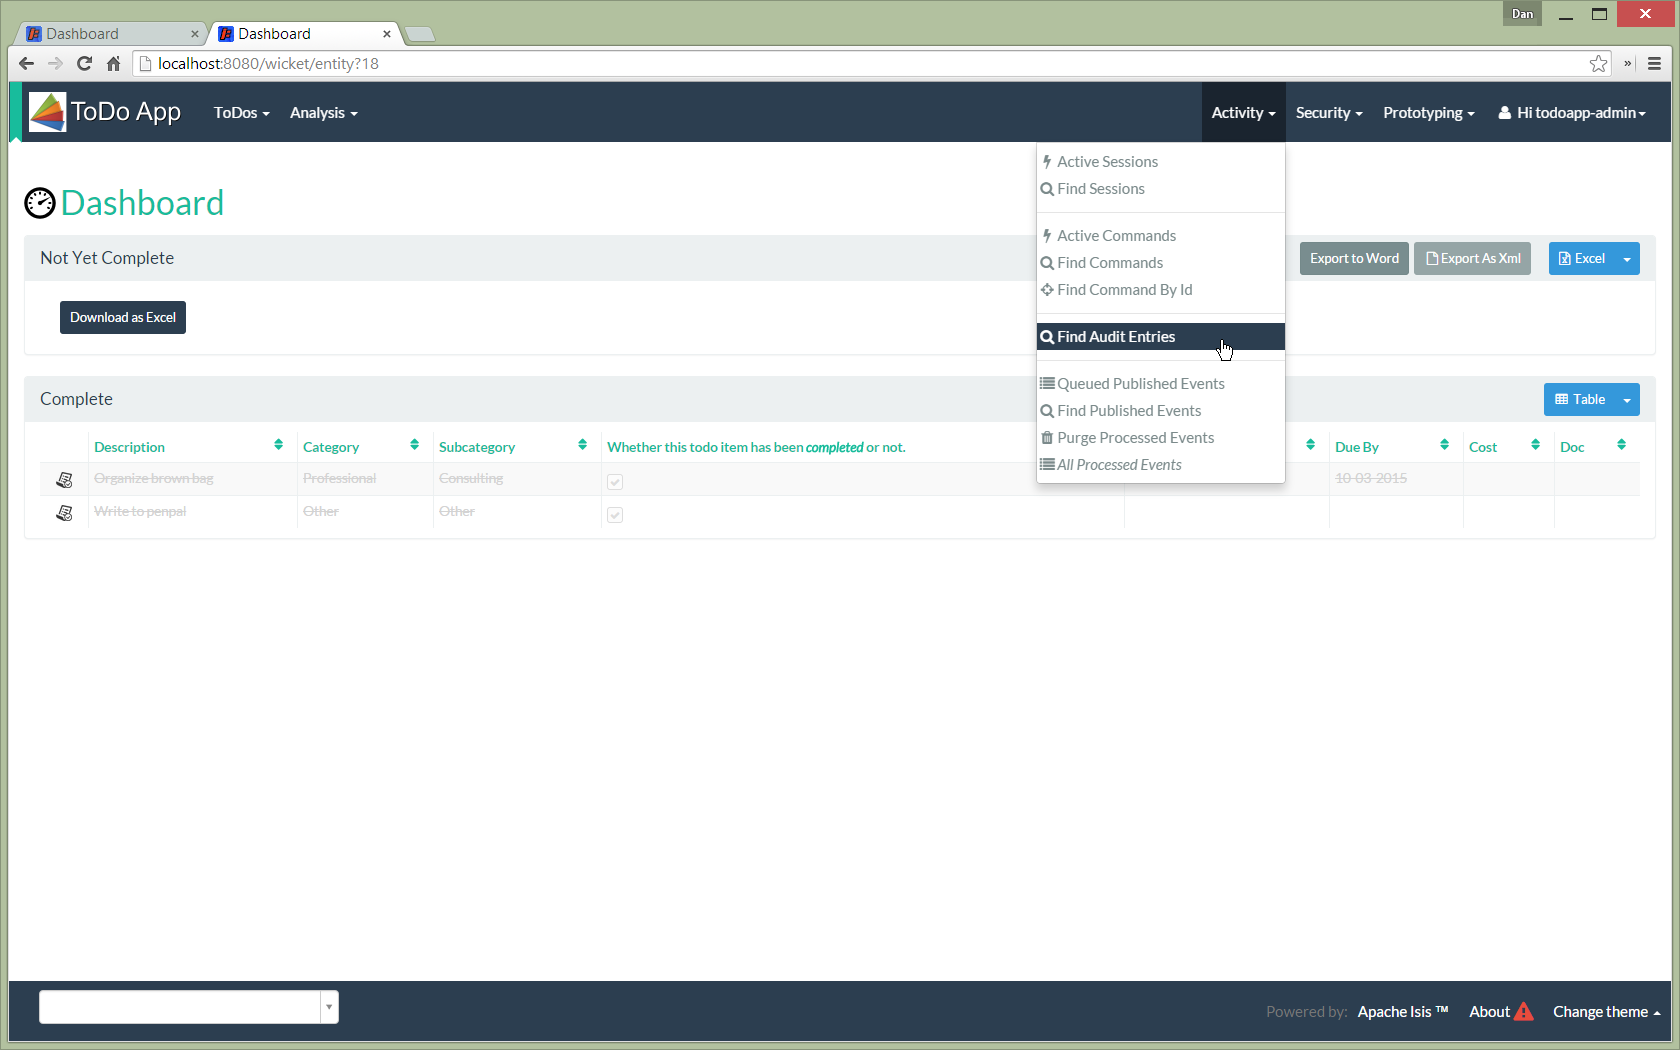 Dan
Dashboard
Dashboard
localhost:8080/wicket/entity?18
ToDo App
ToDos
Analysis
Activity
Security
Prototyping
Hi todoapp-admin
Active Sessions
Find Sessions
Active Commands
Find Commands
Find Command By Id
Find Audit Entries
Queued Published Events
Find Published Events
Purge Processed Events
All Processed Events
Dashboard
Not Yet Complete
Export to Word
Export As Xml
Excel
Download as Excel
Complete
Table
Description Category Subcategory Whether this todo item has been completed or not. Due By Cost Doc
Organize brown bag Professional Consulting 10-03-2015
Write to penpal Other Other
Powered by: Apache Isis ™ About Change theme